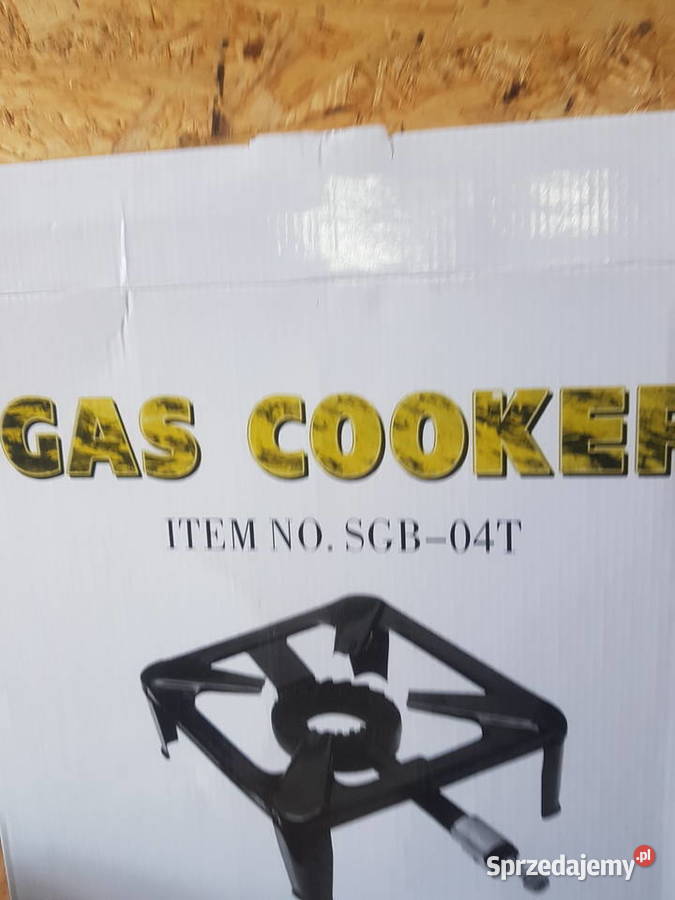 GAS COOKER
ITEM NO. SGB-04T
Sprzedajemy.pl